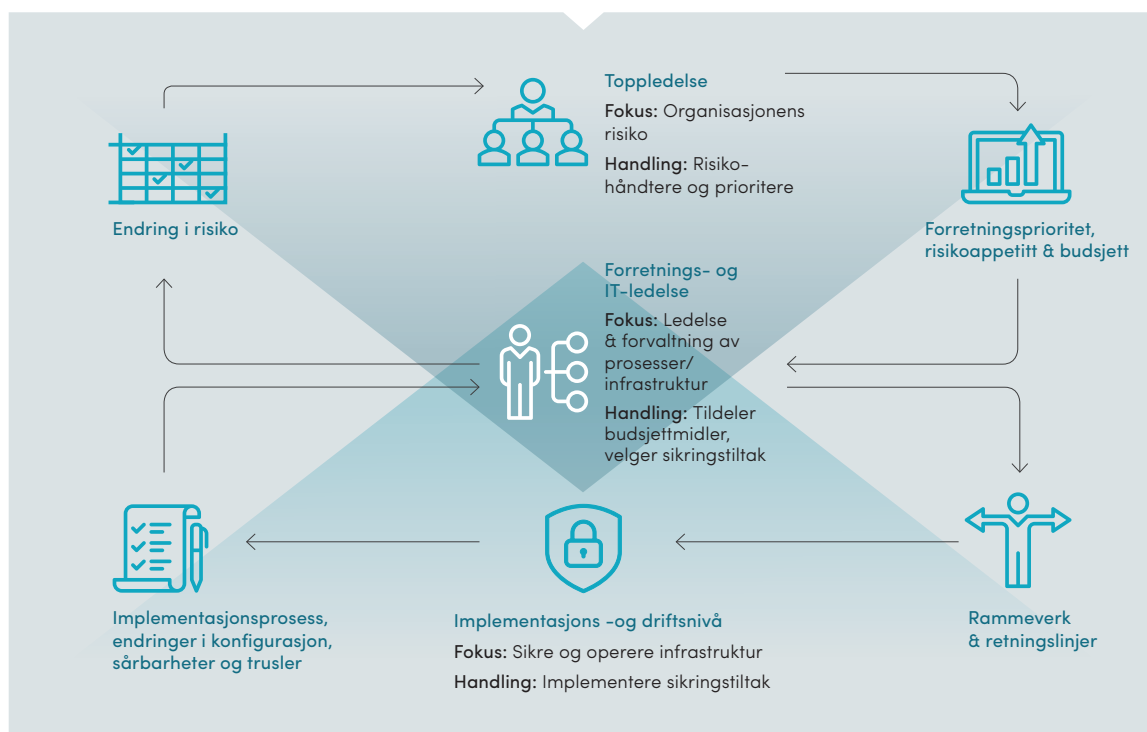 Toppledelse
Fokus: Organisasjonens
risiko
Handling: Risiko-
håndtere og prioritere
Endring i risiko
Forretningsprioritet,
risikoappetitt & budsjett
Forretnings- og
IT-ledelse
Fokus: Ledelse
& forvaltning av
prosesser/
infrastruktur
Handling: Tildeler
budsjettmidler,
velger sikringstiltak
Implementasjonsprosess,
endringer i konfigurasjon,
sårbarheter og trusler
Implementasjons -og driftsnivå
Fokus: Sikre og operere infrastruktur
Handling: Implementere sikringstiltak
Rammeverk
& retningslinjer